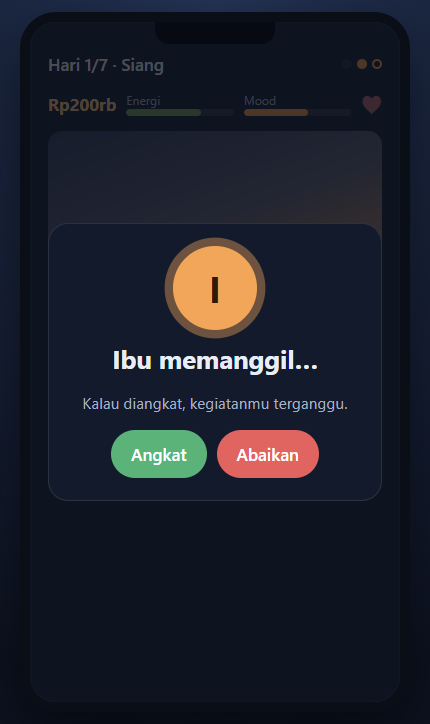 Hari 1/7 · Siang
Rp200rb Energi Mood
I
Ibu memanggil...
Kalau diangkat, kegiatanmu terganggu.
Angkat Abaikan